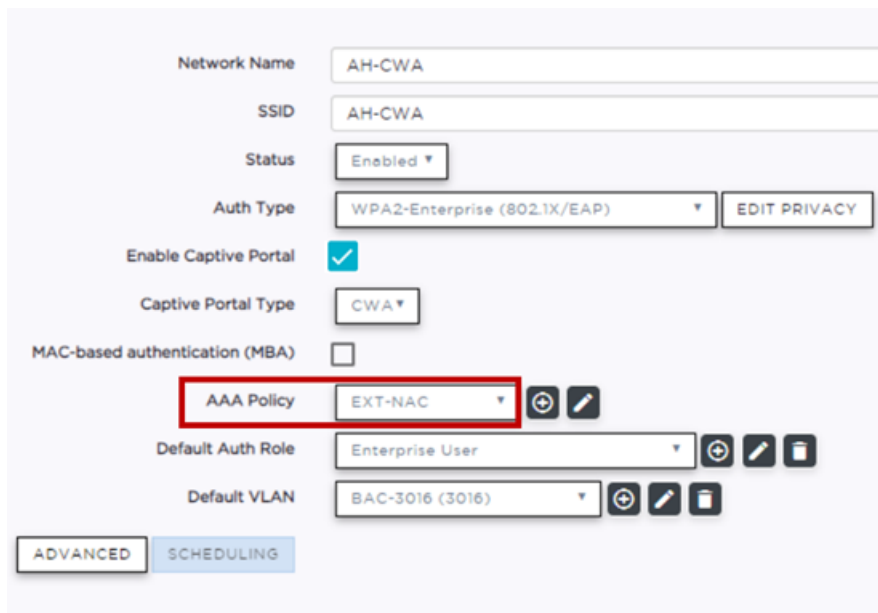 Network Name AH-CWA
SSID AH-CWA
Status Enabled
Auth Type WPA2-Enterprise (802.1X/EAP) EDIT PRIVACY
Enable Captive Portal
Captive Portal Type CWA
MAC-based authentication (MBA)
AAA Policy EXT-NAC
Default Auth Role Enterprise User
Default VLAN BAC-3016 (3016)
ADVANCED SCHEDULING